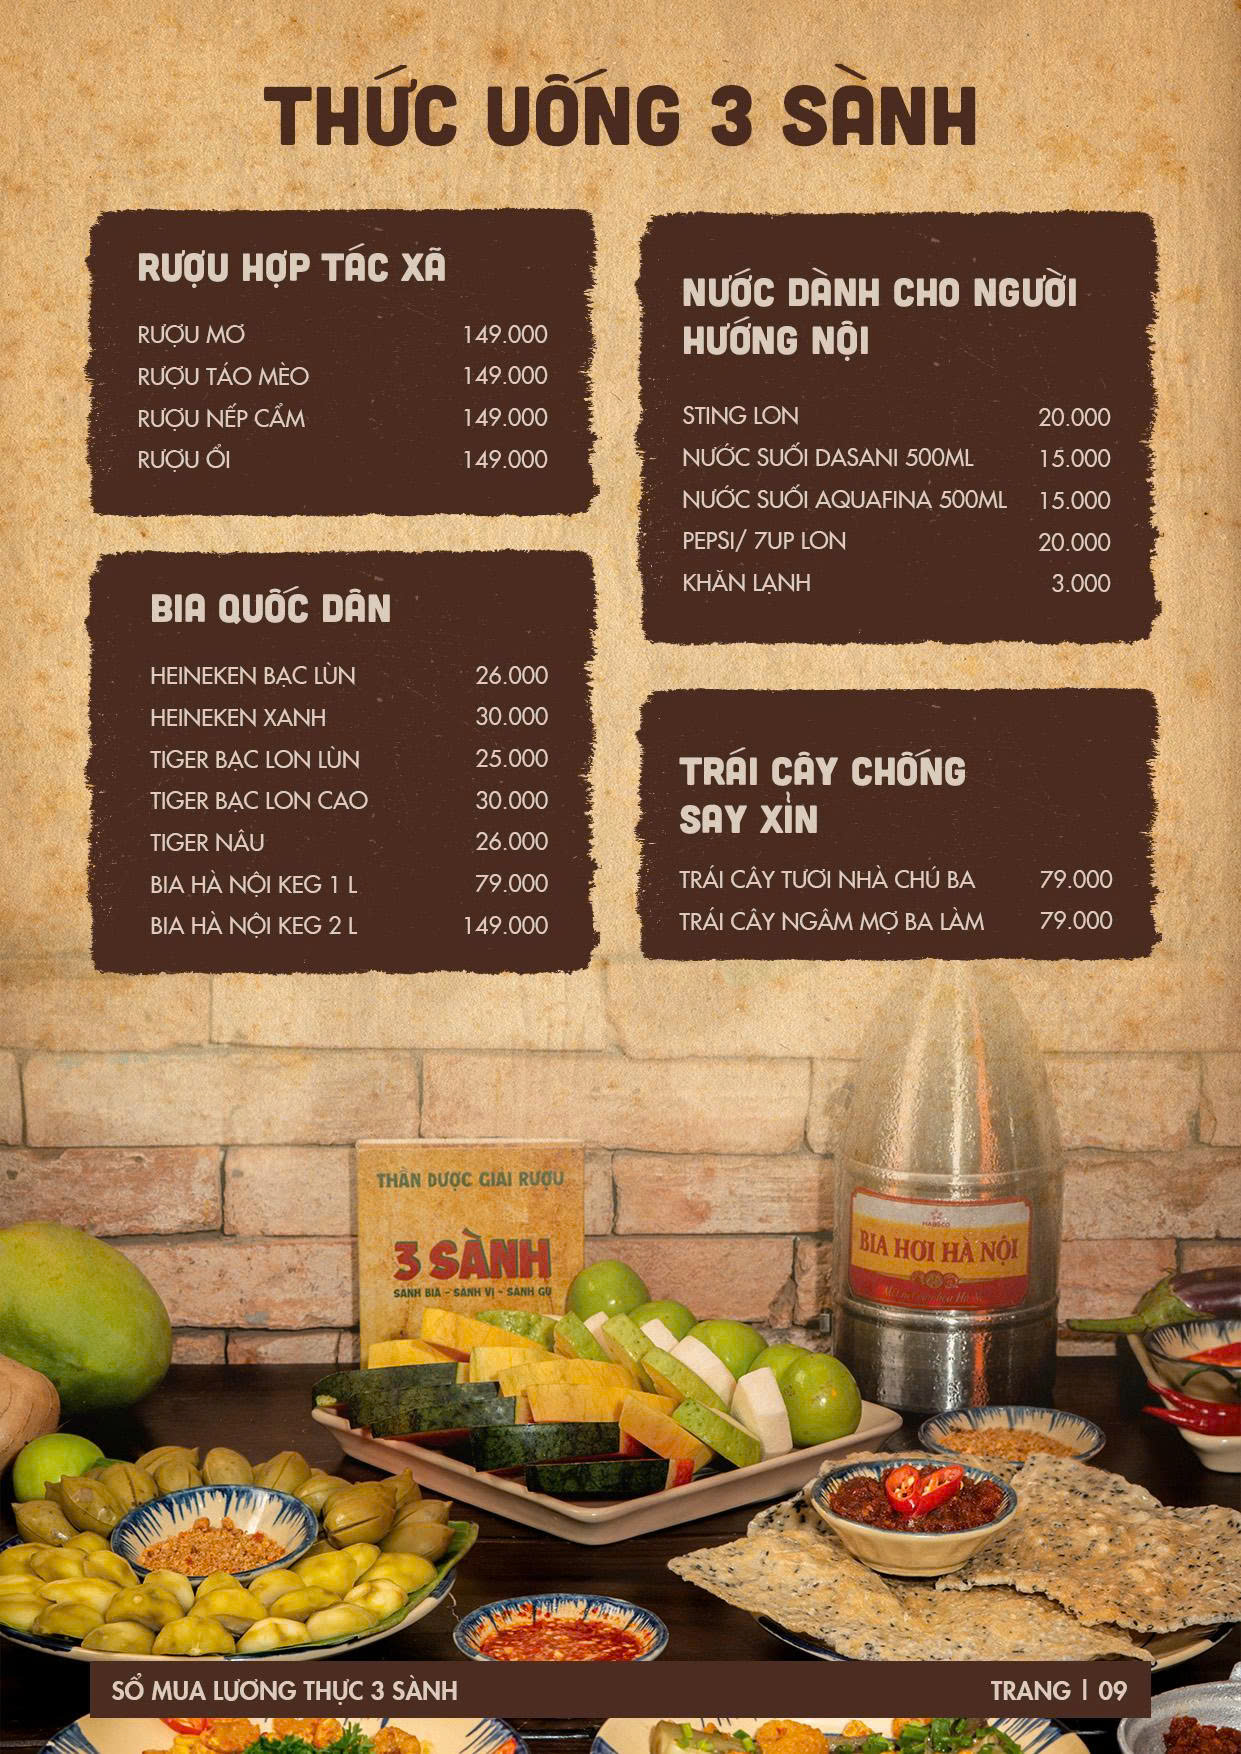 THỨC UỐNG 3 SÀNH
RƯỢU HỢP TÁC XÃ
RƯỢU MƠ 149.000
RƯỢU TÁO MÈO 149.000
RƯỢU NẾP CẨM 149.000
RƯỢU ỔI 149.000
BIA QUỐC DÂN
HEINEKEN BẠC LÙN 26.000
HEINEKEN XANH 30.000
TIGER BẠC LON LÙN 25.000
TIGER BẠC LON CAO 30.000
TIGER NÂU 26.000
BIA HÀ NỘI KEG 1 L 79.000
BIA HÀ NỘI KEG 2 L 149.000
NƯỚC DÀNH CHO NGƯỜI
HƯỚNG NỘI
STING LON 20.000
NƯỚC SUỐI DASANI 500ML 15.000
NƯỚC SUỐI AQUAFINA 500ML 15.000
PEPSI/ 7UP LON 20.000
KHĂN LẠNH 3.000
TRÁI CÂY CHỐNG
SAY XỈN
TRÁI CÂY TƯƠI NHÀ CHÚ BA 79.000
TRÁI CÂY NGÂM MỢ BA LÀM 79.000
THẦN DƯỢC GIẢI RƯỢU
3 SÀNH
SÀNH BIA - SÀNH VỊ - SÀNH GU
HABECO
BIA HƠI HÀ NỘI
SỔ MUA LƯƠNG THỰC 3 SÀNH
TRANG | 09